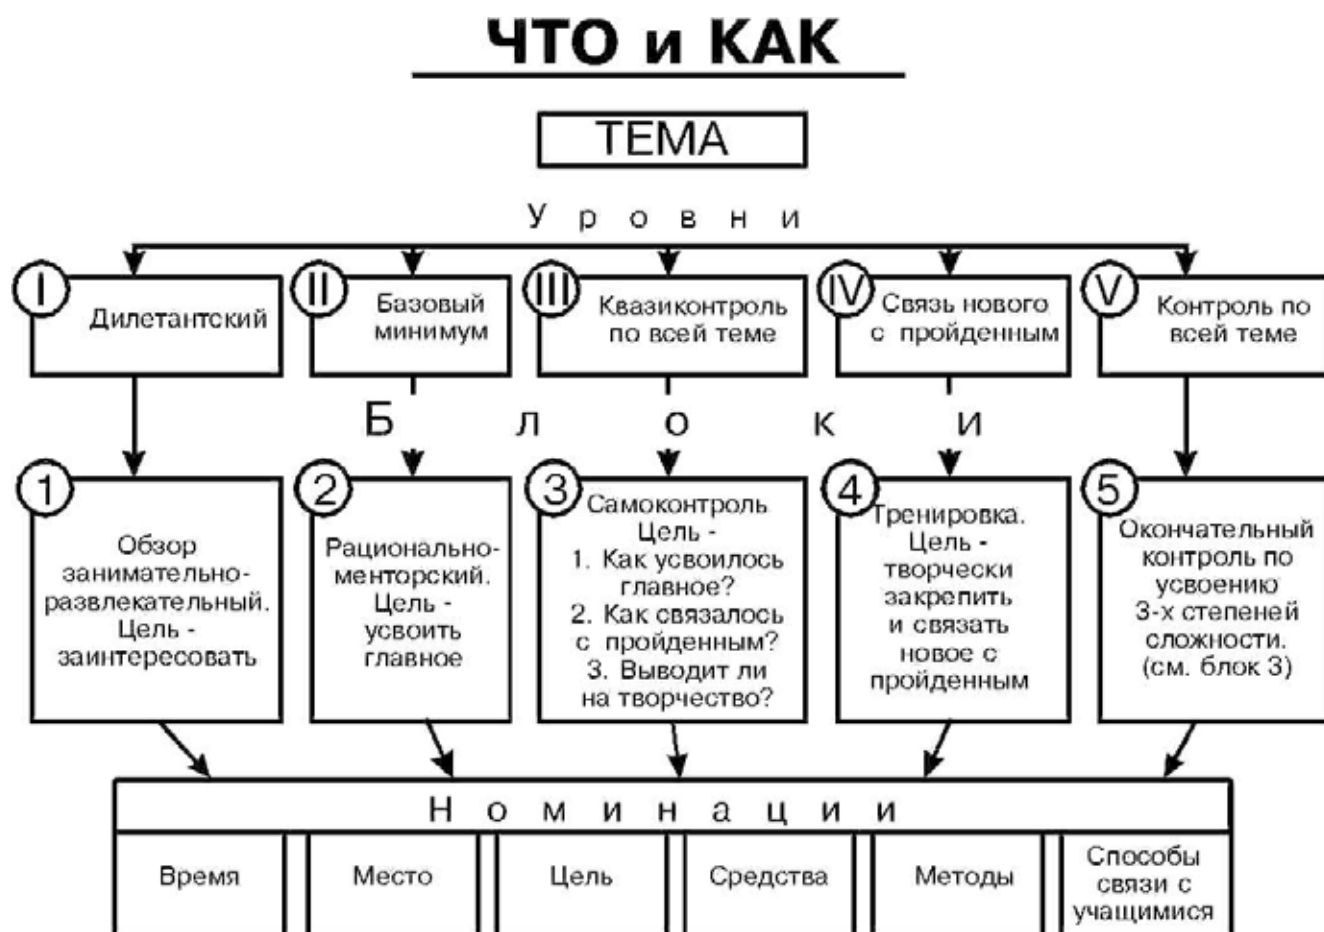 ЧТО и КАК
ТЕМА
Уровни
I
Дилетантский
II
Базовый
минимум
III
Квазиконтроль
по всей теме
IV
Связь нового
с пройденным
V
Контроль по
всей теме
Блоки
1
Обзор
занимательно-
развлекательный.
Цель -
заинтересовать
2
Рационально-
менторский.
Цель -
усвоить
главное
3
Самоконтроль
Цель -
1. Как усвоилось
главное?
2. Как связалось
с пройденным?
3. Выводит ли
на творчество?
4
Тренировка.
Цель -
творчески
закрепить
и связать
новое с
пройденным
5
Окончательный
контроль по
усвоению
3-х степеней
сложности.
(см. блок 3)
Номинации
Время
Место
Цель
Средства
Методы
Способы
связи с
учащимися